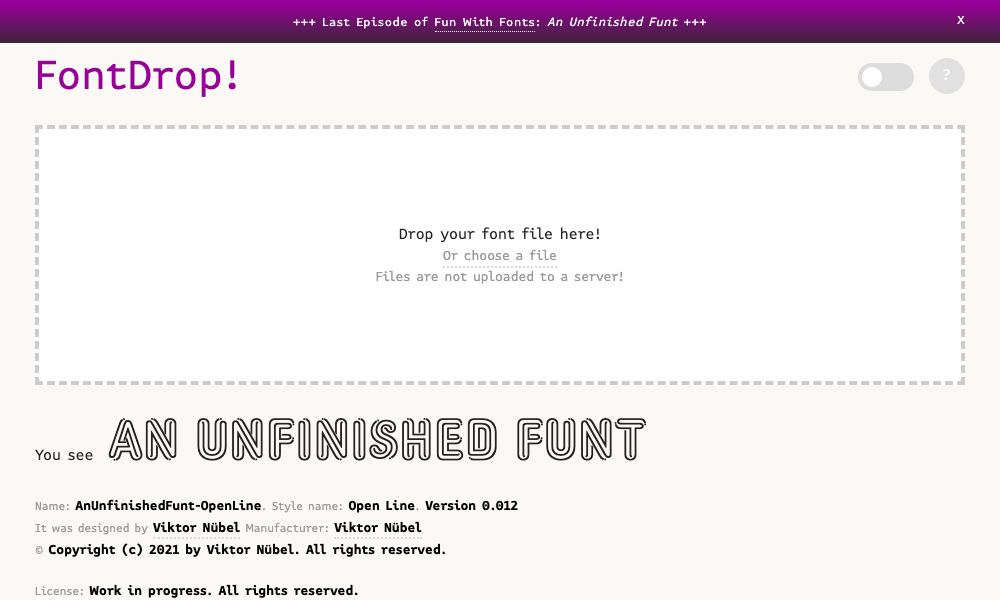 +++ Last Episode of Fun With Fonts: An Unfinished Funt +++
X
FontDrop!
?
Drop your font file here!
Or choose a file
Files are not uploaded to a server!
You see AN UNFINISHED FUNT
Name: AnUnfinishedFunt-OpenLine. Style name: Open Line. Version 0.012
It was designed by Viktor Nübel Manufacturer: Viktor Nübel
© Copyright (c) 2021 by Viktor Nübel. All rights reserved.
License: Work in progress. All rights reserved.